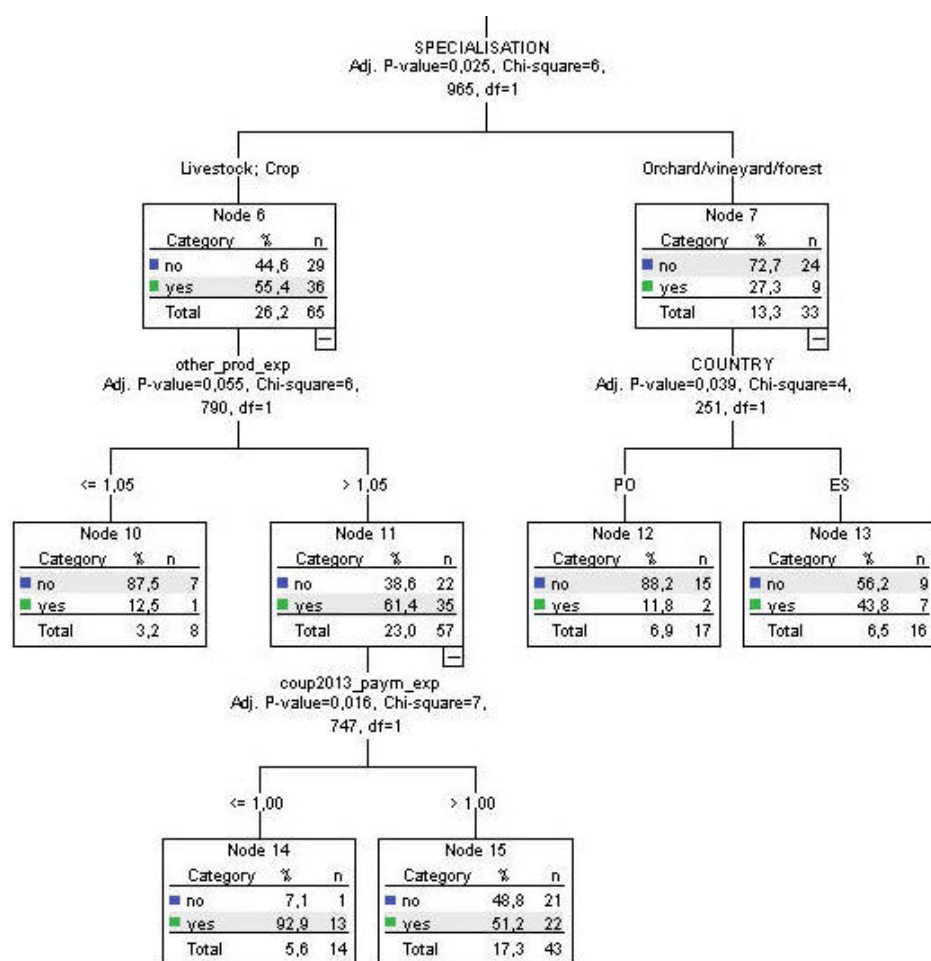 SPECIALISATION
Adj. P-value=0,025, Chi-square=6,
965, df=1
Livestock; Crop
Orchard/vineyard/forest
Node 6
Category % n
no 44,6 29
yes 55,4 36
Total 26,2 65
Node 7
Category % n
no 72,7 24
yes 27,3 9
Total 13,3 33
other_prod_exp
Adj. P-value=0,055, Chi-square=6,
790, df=1
COUNTRY
Adj. P-value=0,039, Chi-square=4,
251, df=1
<= 1,05
> 1,05
PO
ES
Node 10
Category % n
no 87,5 7
yes 12,5 1
Total 3,2 8
Node 11
Category % n
no 38,6 22
yes 61,4 35
Total 23,0 57
Node 12
Category % n
no 88,2 15
yes 11,8 2
Total 6,9 17
Node 13
Category % n
no 56,2 9
yes 43,8 7
Total 6,5 16
coup2013_paym_exp
Adj. P-value=0,016, Chi-square=7,
747, df=1
<= 1,00
> 1,00
Node 14
Category % n
no 7,1 1
yes 92,9 13
Total 5,6 14
Node 15
Category % n
no 48,8 21
yes 51,2 22
Total 17,3 43